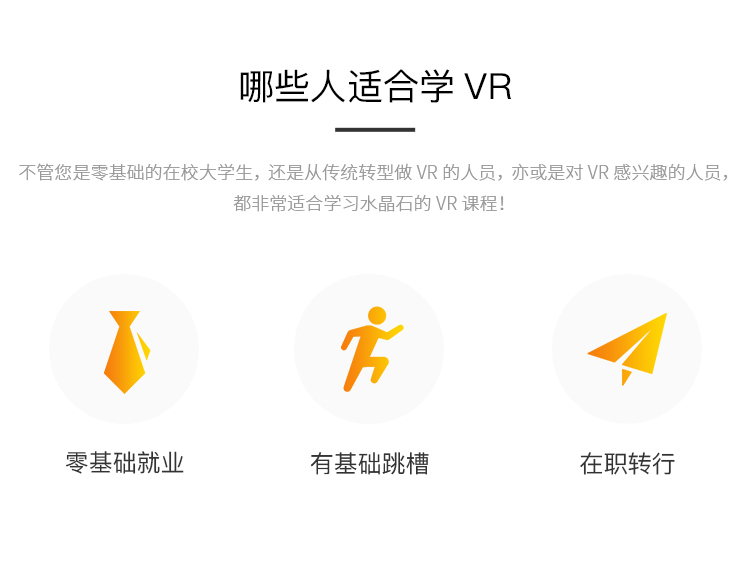 哪些人适合学 VR
不管您是零基础的在校大学生，还是从传统转型做 VR 的人员，亦或是对 VR 感兴趣的人员，
都非常适合学习水晶石的 VR 课程！
零基础就业
有基础跳槽
在职转行